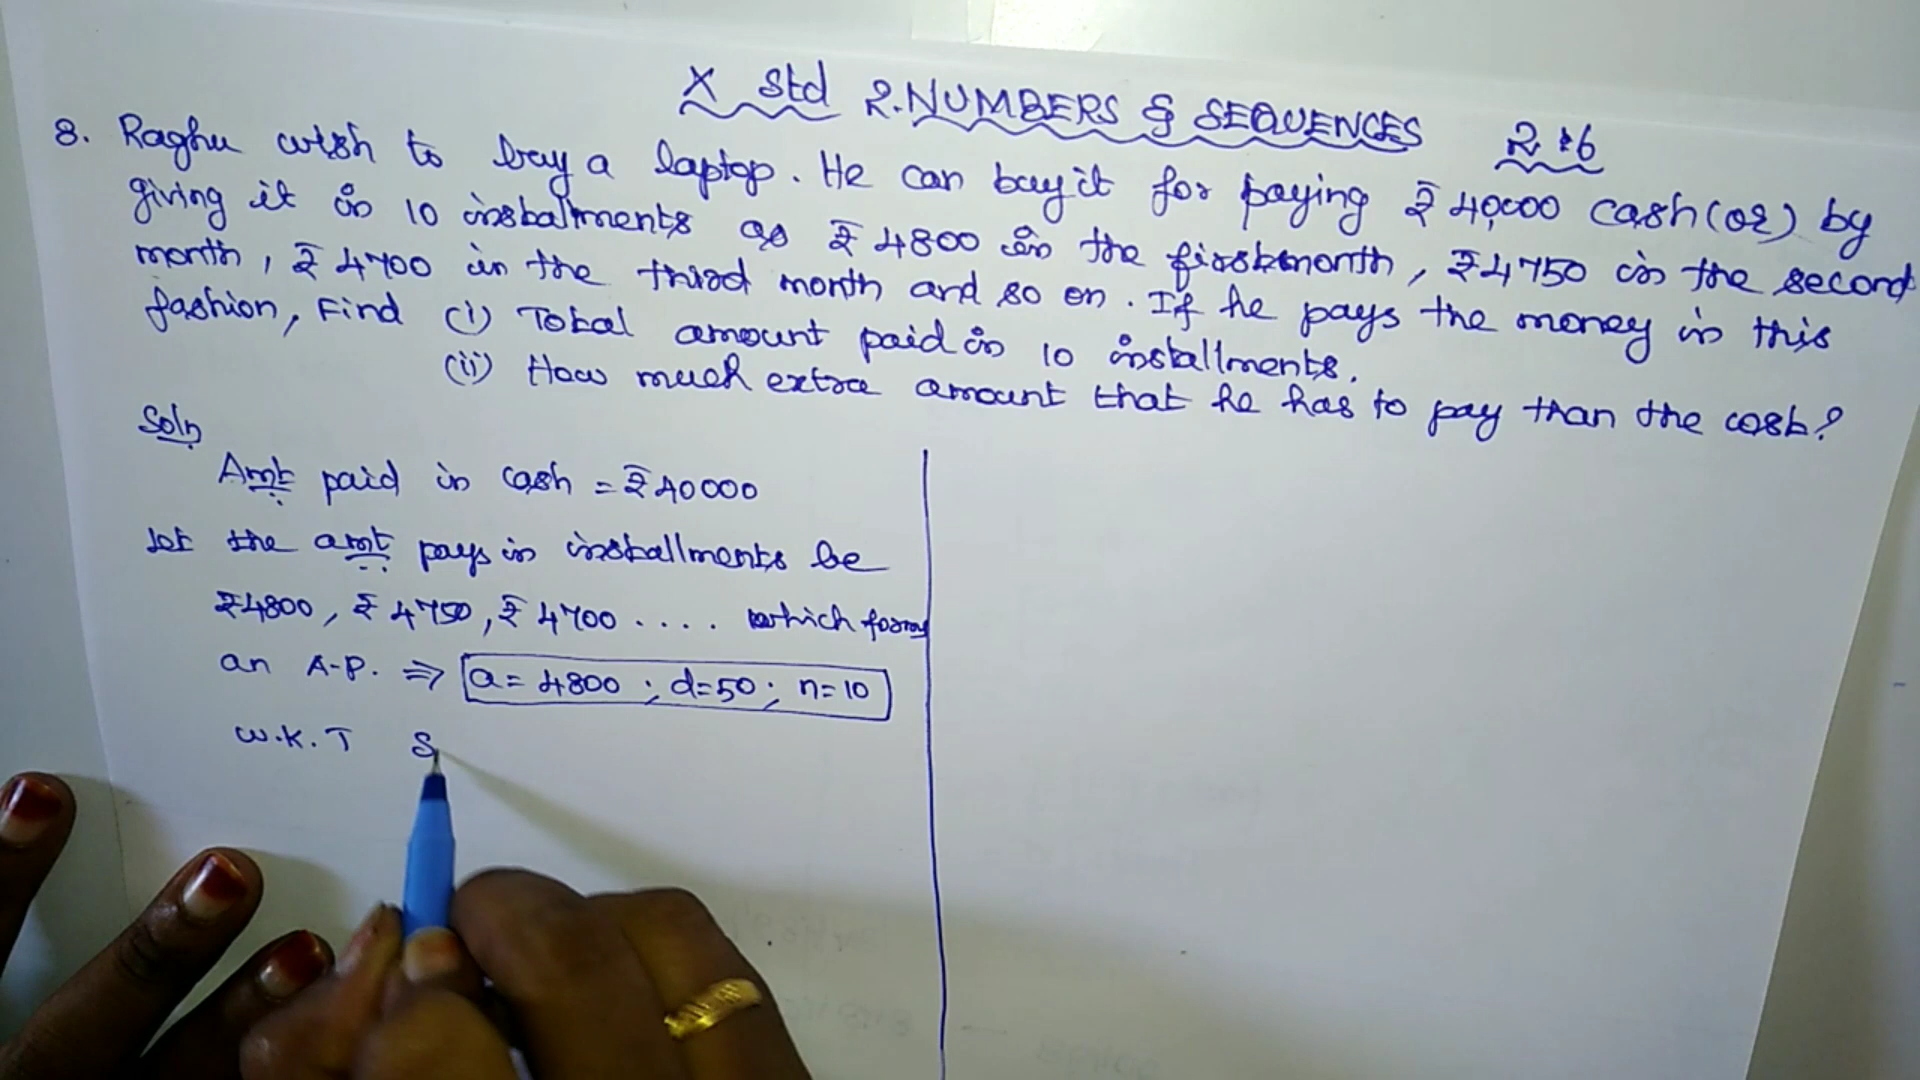 X Std 2.NUMBERS & SEQUENCES 2.6
8. Raghu wish to buy a laptop. He can buy it for paying ₹40,000 cash(or) by
giving it in 10 installments as ₹4800 in the first month, ₹4750 in the second
month, ₹4700 in the third month and so on. If he pays the money in this
fashion, Find (i) Total amount paid in 10 installments.
(ii) How much extra amount that he has to pay than the cost?
Soln
Amt paid in cash = ₹40000
Let the amt pays in installments be
₹4800, ₹4750, ₹4700 .... which forms
an A.P. ⇒ a = 4800 ; d=50 ; n=10
W.K.T S